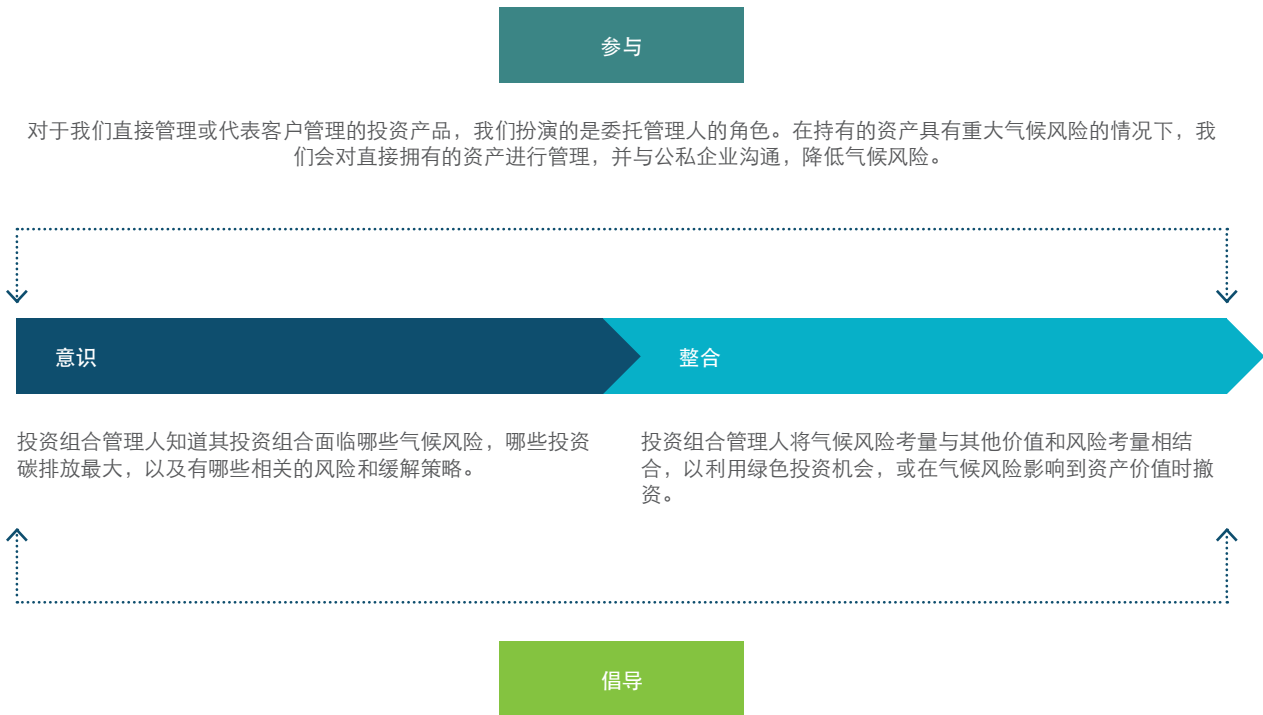 参与
对于我们直接管理或代表客户管理的投资产品，我们扮演的是委托管理人的角色。在持有的资产具有重大气候风险的情况下，我
们会对直接拥有的资产进行管理，并与公私企业沟通，降低气候风险。
意识
整合
投资组合管理人知道其投资组合面临哪些气候风险，哪些投资
碳排放最大，以及有哪些相关的风险和缓解策略。
投资组合管理人将气候风险考量与其他价值和风险考量相结
合，以利用绿色投资机会，或在气候风险影响到资产价值时撤
资。
倡导